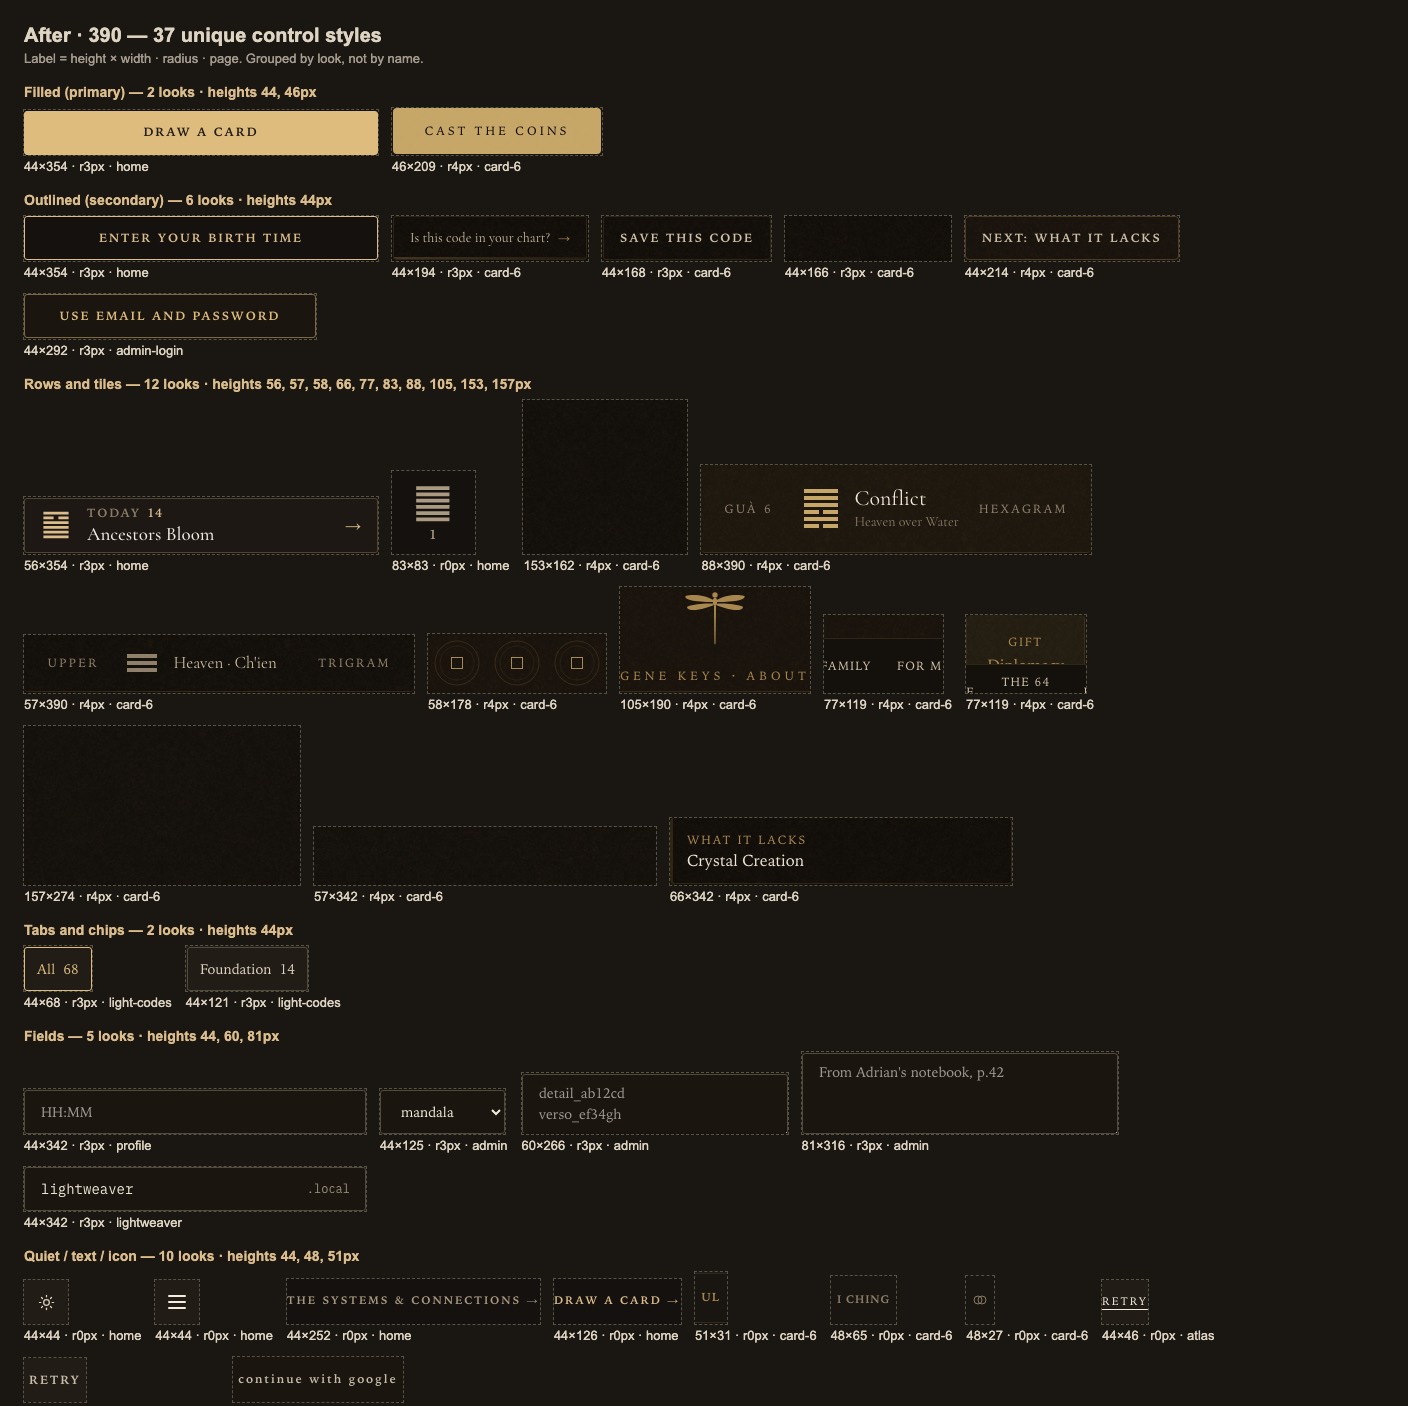 After · 390 — 37 unique control styles
Label = height × width · radius · page. Grouped by look, not by name.
Filled (primary) — 2 looks · heights 44, 46px
DRAW A CARD
CAST THE COINS
44×354 · r3px · home
46×209 · r4px · card-6
Outlined (secondary) — 6 looks · heights 44px
ENTER YOUR BIRTH TIME
Is this code in your chart? →
SAVE THIS CODE
NEXT: WHAT IT LACKS
44×354 · r3px · home
44×194 · r3px · card-6
44×168 · r3px · card-6
44×166 · r3px · card-6
44×214 · r4px · card-6
USE EMAIL AND PASSWORD
44×292 · r3px · admin-login
Rows and tiles — 12 looks · heights 56, 57, 58, 66, 77, 83, 88, 105, 153, 157px
TODAY 14
Ancestors Bloom
→
1
GUÀ 6
Conflict
Heaven over Water
HEXAGRAM
56×354 · r3px · home
83×83 · r0px · home
153×162 · r4px · card-6
88×390 · r4px · card-6
UPPER
Heaven · Ch'ien
TRIGRAM
GENE KEYS · ABOUT
FAMILY
FOR M
GIFT
THE 64
57×390 · r4px · card-6
58×178 · r4px · card-6
105×190 · r4px · card-6
77×119 · r4px · card-6
77×119 · r4px · card-6
WHAT IT LACKS
Crystal Creation
157×274 · r4px · card-6
57×342 · r4px · card-6
66×342 · r4px · card-6
Tabs and chips — 2 looks · heights 44px
All 68
Foundation 14
44×68 · r3px · light-codes
44×121 · r3px · light-codes
Fields — 5 looks · heights 44, 60, 81px
HH:MM
mandala
detail_ab12cd
verso_ef34gh
From Adrian's notebook, p.42
44×342 · r3px · profile
44×125 · r3px · admin
60×266 · r3px · admin
81×316 · r3px · admin
lightweaver
.local
44×342 · r3px · lightweaver
Quiet / text / icon — 10 looks · heights 44, 48, 51px
THE SYSTEMS & CONNECTIONS →
DRAW A CARD →
UL
I CHING
RETRY
44×44 · r0px · home
44×44 · r0px · home
44×252 · r0px · home
44×126 · r0px · home
51×31 · r0px · card-6
48×65 · r0px · card-6
48×27 · r0px · card-6
44×46 · r0px · atlas
RETRY
continue with google